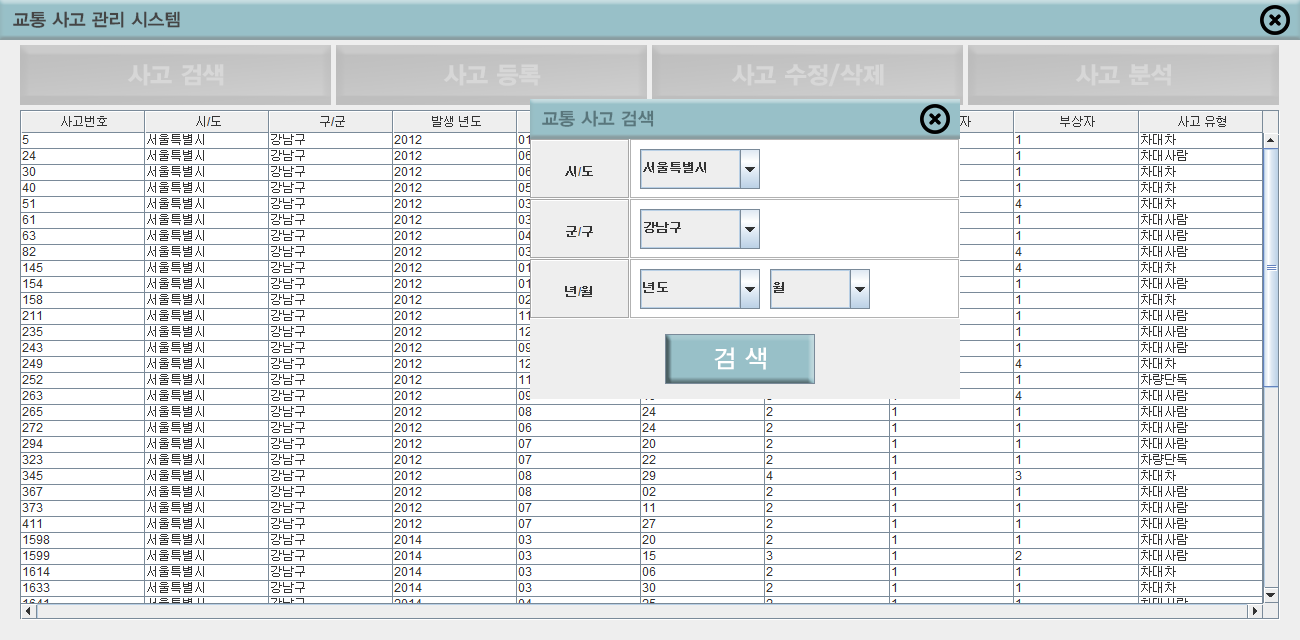 교통 사고 관리 시스템
사고 검색 사고 등록 사고 수정/삭제 사고 분석
사고번호 시/도 구/군 발생 년도 자 부상자 사고 유형
교통 사고 검색
시/도 서울특별시
군/구 강남구
년/월 년도 월
검 색
5 서울특별시 강남구 2012 01 1 차대차
24 서울특별시 강남구 2012 06 1 차대사람
30 서울특별시 강남구 2012 06 1 차대차
40 서울특별시 강남구 2012 05 1 차대차
51 서울특별시 강남구 2012 03 4 차대차
61 서울특별시 강남구 2012 03 1 차대사람
63 서울특별시 강남구 2012 04 1 차대사람
82 서울특별시 강남구 2012 03 4 차대사람
145 서울특별시 강남구 2012 01 4 차대차
154 서울특별시 강남구 2012 01 1 차대사람
158 서울특별시 강남구 2012 02 1 차대차
211 서울특별시 강남구 2012 11 1 차대사람
235 서울특별시 강남구 2012 12 1 차대사람
243 서울특별시 강남구 2012 09 1 차대사람
249 서울특별시 강남구 2012 12 4 차대차
252 서울특별시 강남구 2012 11 1 차량단독
263 서울특별시 강남구 2012 09 4 차대사람
265 서울특별시 강남구 2012 08 24 2 1 1 차대사람
272 서울특별시 강남구 2012 06 24 2 1 1 차대사람
294 서울특별시 강남구 2012 07 20 2 1 1 차대사람
323 서울특별시 강남구 2012 07 22 2 1 1 차량단독
345 서울특별시 강남구 2012 08 29 4 1 3 차대차
367 서울특별시 강남구 2012 08 02 2 1 1 차대사람
373 서울특별시 강남구 2012 07 11 2 1 1 차대사람
411 서울특별시 강남구 2012 07 27 2 1 1 차대사람
1598 서울특별시 강남구 2014 03 20 2 1 1 차대사람
1599 서울특별시 강남구 2014 03 15 3 1 2 차대사람
1614 서울특별시 강남구 2014 03 06 2 1 1 차대차
1633 서울특별시 강남구 2014 03 30 2 1 1 차대차
1641 서울특별시 강남구 2014 04 25 2 1 1 차대사람